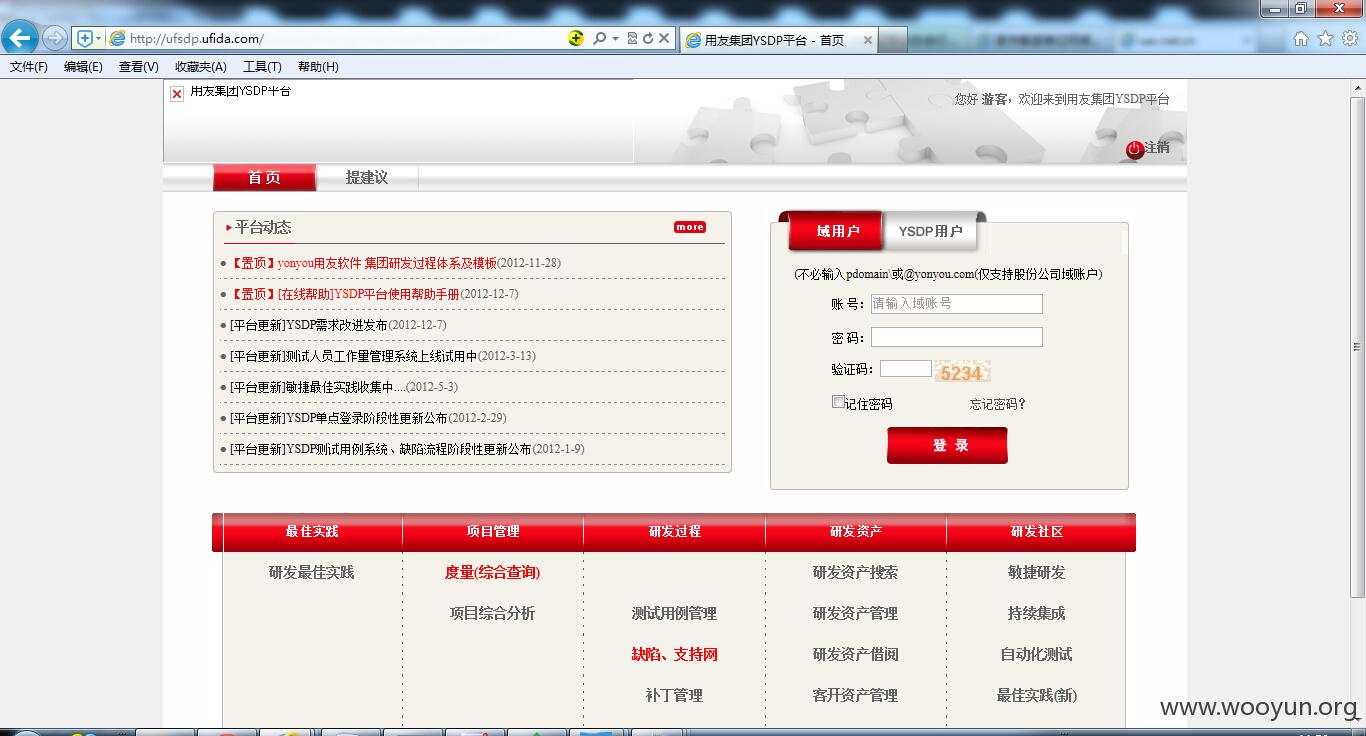 http://ufsdp.ufida.com/
用友集团YSDP平台 - 首页
文件(F) 编辑(E) 查看(V) 收藏夹(A) 工具(T) 帮助(H)
用友集团YSDP平台
您好 游客，欢迎来到用友集团YSDP平台
注销
首 页 提建议
平台动态 more
【置顶】yonyou用友软件 集团研发过程体系及模板(2012-11-28)
【置顶】[在线帮助]YSDP平台使用帮助手册(2012-12-7)
[平台更新]YSDP需求改进发布(2012-12-7)
[平台更新]测试人员工作量管理系统上线试用中(2012-3-13)
[平台更新]敏捷最佳实践收集中....(2012-5-3)
[平台更新]YSDP单点登录阶段性更新公布(2012-2-29)
[平台更新]YSDP测试用例系统、缺陷流程阶段性更新公布(2012-1-9)
域用户 YSDP用户
(不必输入pdomain\或@yonyou.com(仅支持股份公司域账户)
账 号： 请输入域账号
密 码：
验证码： 5234
记住密码 忘记密码?
登 录
最佳实践 项目管理 研发过程 研发资产 研发社区
研发最佳实践 度量(综合查询) 研发资产搜索 敏捷研发
项目综合分析 测试用例管理 研发资产管理 持续集成
缺陷、支持网 研发资产借阅 自动化测试
补丁管理 客开资产管理 最佳实践(新)
www.wooyun.org